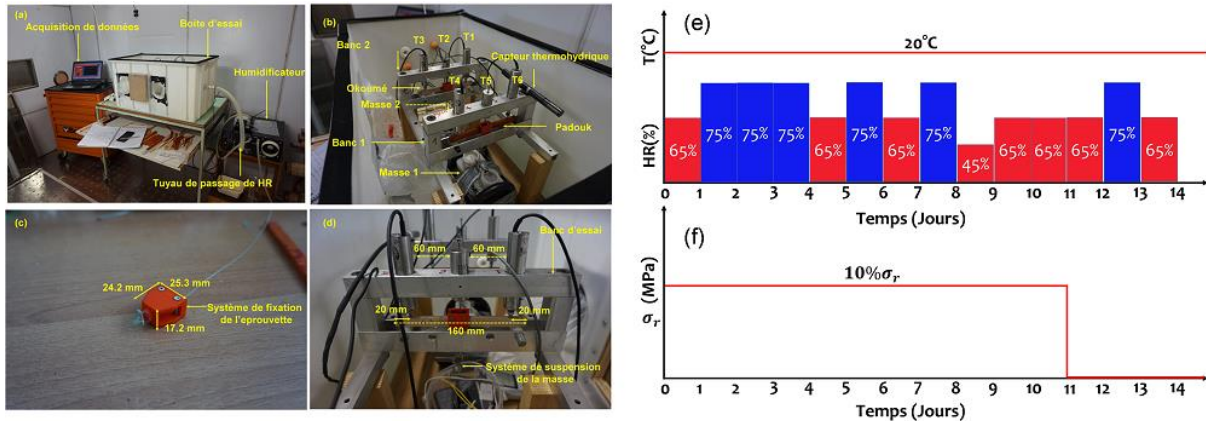 (a)
Acquisition de données
Boite d'essai
Humidificateur
Tuyau de passage de HR
(b)
Banc 2
T3
T2
T1
Capteur thermohydrique
Okoumé
T4
T5
T6
Masse 2
Padouk
Banc 1
Masse 1
(c)
24.2 mm
25.3 mm
Système de fixation
de l'eprouvette
17.2 mm
(d)
Banc d'essai
60 mm
60 mm
20 mm
20 mm
160 mm
Système de suspension
de la masse
(e)
T(°C)
20°C
HR(%)
65%
75%
75%
75%
65%
75%
65%
75%
45%
65%
65%
65%
75%
65%
0 1 2 3 4 5 6 7 8 9 10 11 12 13 14
Temps (Jours)
(f)
σr (MPa)
10%σr
0 1 2 3 4 5 6 7 8 9 10 11 12 13 14
Temps (Jours)